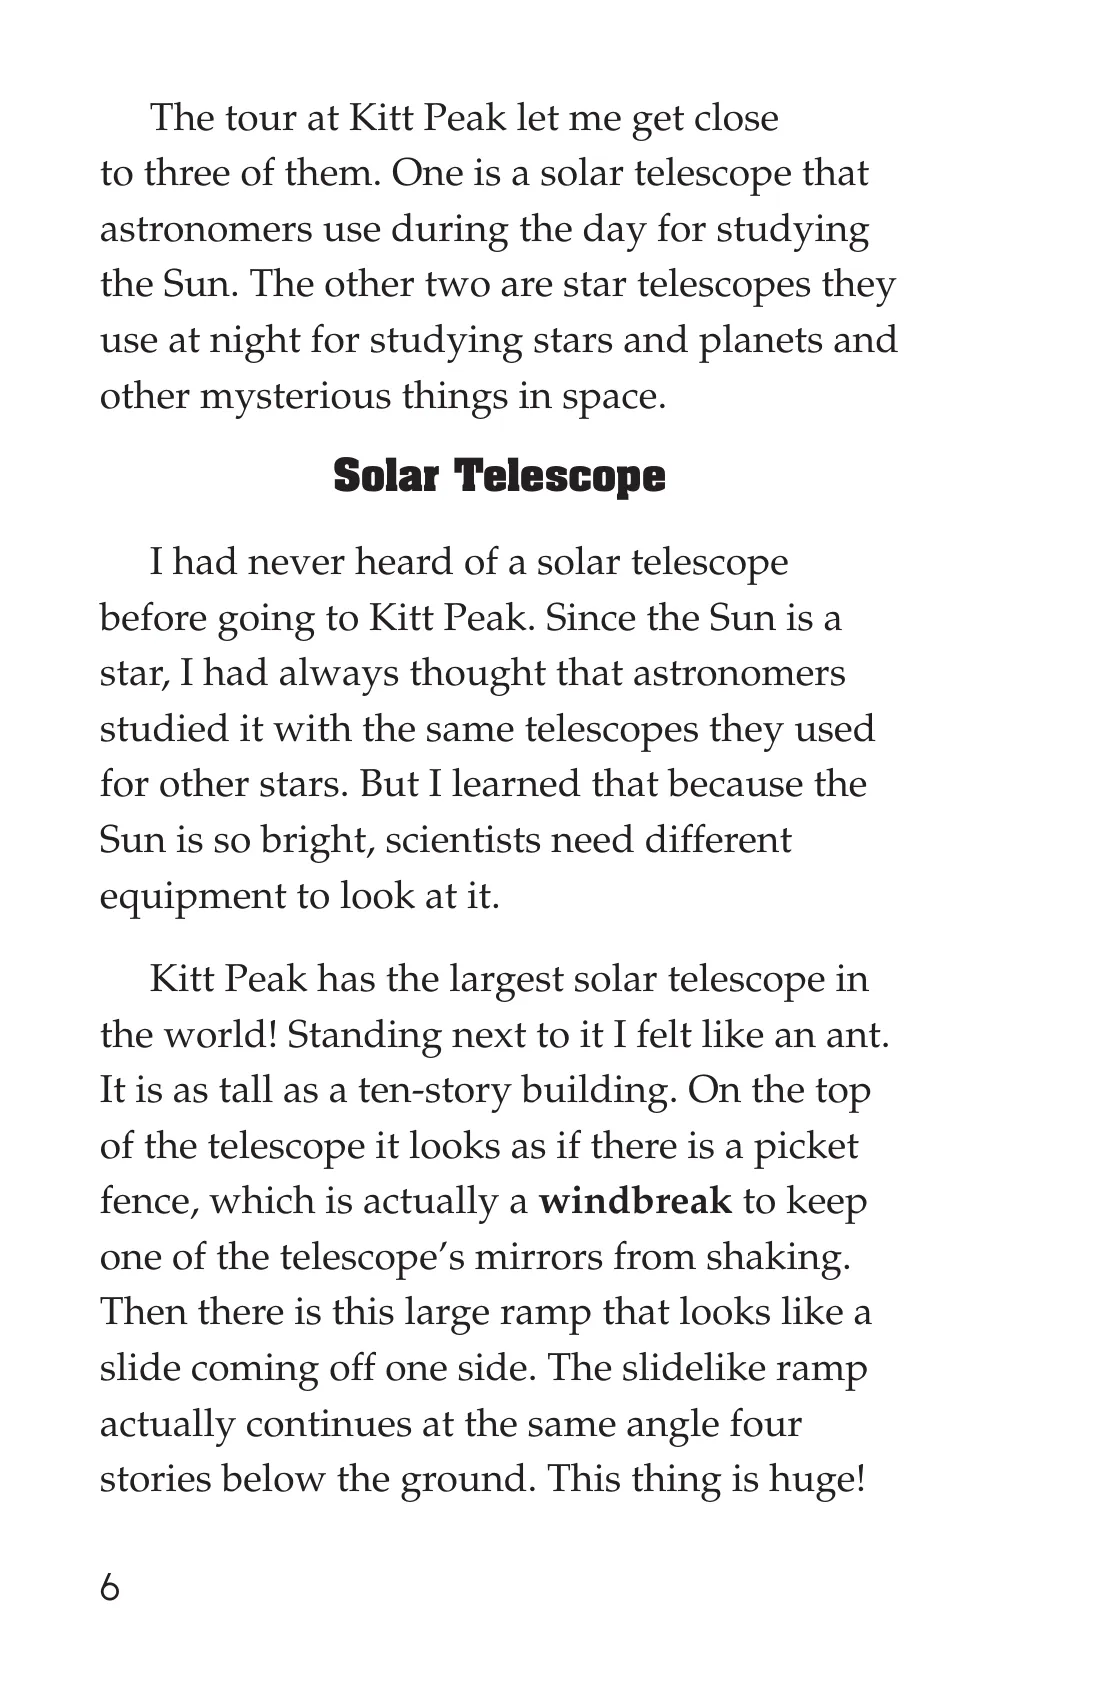 The tour at Kitt Peak let me get close
to three of them. One is a solar telescope that
astronomers use during the day for studying
the Sun. The other two are star telescopes they
use at night for studying stars and planets and
other mysterious things in space.
Solar Telescope
I had never heard of a solar telescope
before going to Kitt Peak. Since the Sun is a
star, I had always thought that astronomers
studied it with the same telescopes they used
for other stars. But I learned that because the
Sun is so bright, scientists need different
equipment to look at it.
Kitt Peak has the largest solar telescope in
the world! Standing next to it I felt like an ant.
It is as tall as a ten-story building. On the top
of the telescope it looks as if there is a picket
fence, which is actually a windbreak to keep
one of the telescope’s mirrors from shaking.
Then there is this large ramp that looks like a
slide coming off one side. The slidelike ramp
actually continues at the same angle four
stories below the ground. This thing is huge!
6